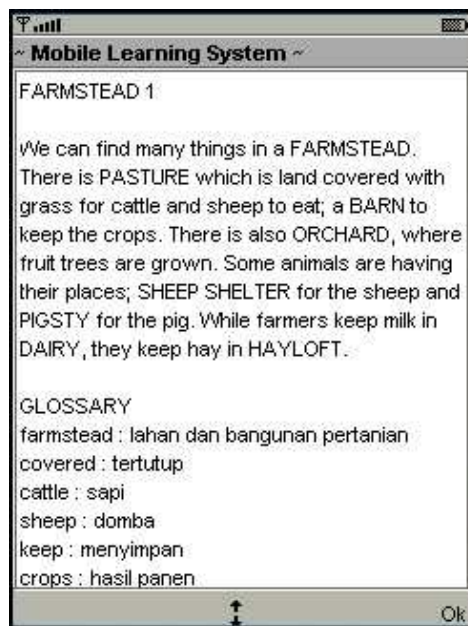 ~ Mobile Learning System ~
FARMSTEAD 1
We can find many things in a FARMSTEAD.
There is PASTURE which is land covered with
grass for cattle and sheep to eat; a BARN to
keep the crops. There is also ORCHARD, where
fruit trees are grown. Some animals are having
their places; SHEEP SHELTER for the sheep and
PIGSTY for the pig. While farmers keep milk in
DAIRY, they keep hay in HAYLOFT.
GLOSSARY
farmstead : lahan dan bangunan pertanian
covered : tertutup
cattle : sapi
sheep : domba
keep : menyimpan
crops : hasil panen
Ok